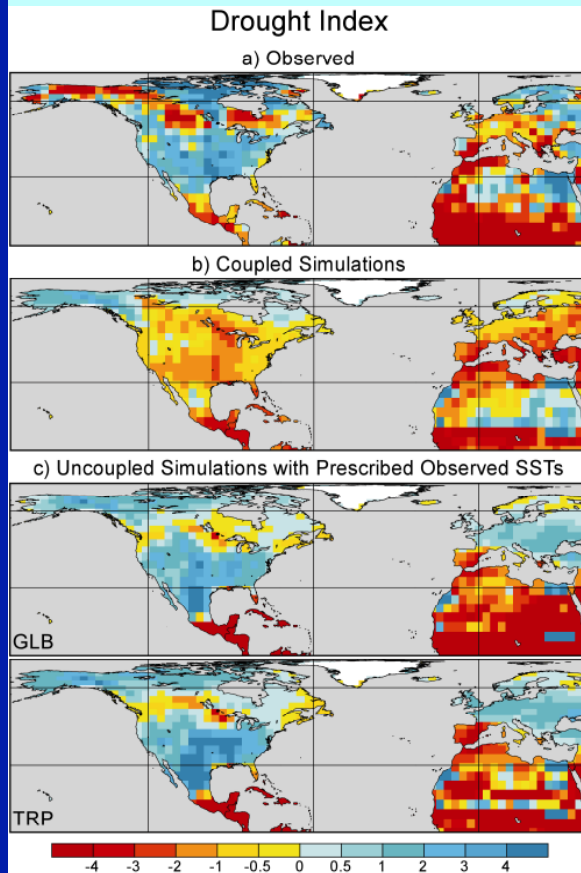 Drought Index
a) Observed
b) Coupled Simulations
c) Uncoupled Simulations with Prescribed Observed SSTs
GLB
TRP
-4 -3 -2 -1 -0.5 0 0.5 1 2 3 4